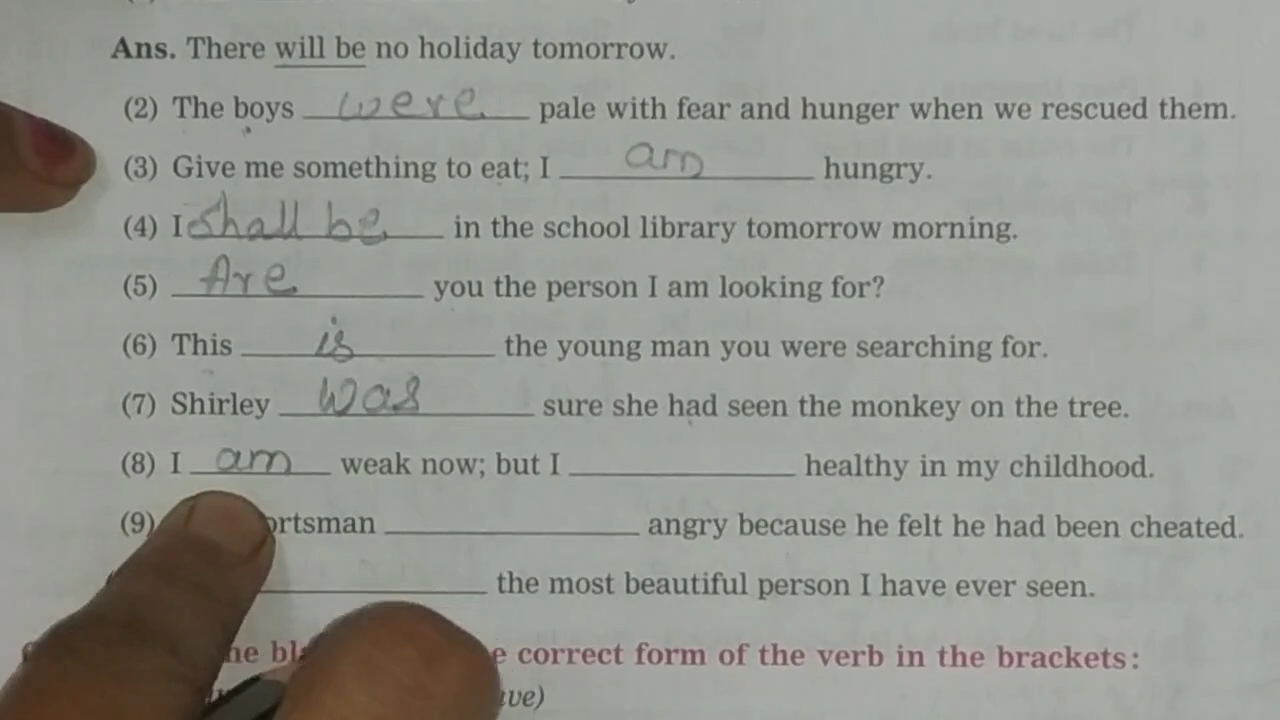 Ans. There will be no holiday tomorrow.
(2) The boys were pale with fear and hunger when we rescued them.
(3) Give me something to eat; I am hungry.
(4) I shall be in the school library tomorrow morning.
(5) Are you the person I am looking for?
(6) This is the young man you were searching for.
(7) Shirley was sure she had seen the monkey on the tree.
(8) I am weak now; but I __________ healthy in my childhood.
(9) __________ angry because he felt he had been cheated.
__________ the most beautiful person I have ever seen.
correct form of the verb in the brackets: